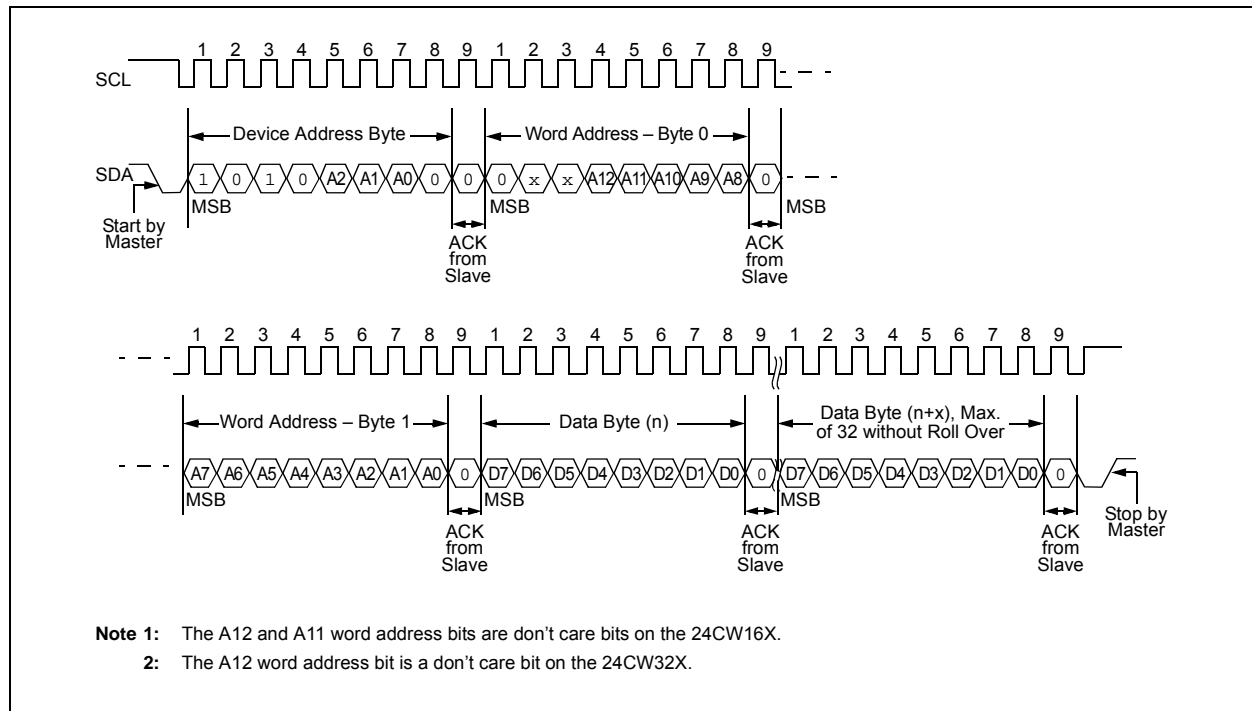 1 2 3 4 5 6 7 8 9 1 2 3 4 5 6 7 8 9
SCL
Device Address Byte Word Address – Byte 0
SDA 1 0 1 0 A2 A1 A0 0 0 0 x x A12 A11 A10 A9 A8 0
MSB MSB MSB
Start by
Master
ACK
from
Slave
ACK
from
Slave
1 2 3 4 5 6 7 8 9 1 2 3 4 5 6 7 8 9 1 2 3 4 5 6 7 8 9
Word Address – Byte 1 Data Byte (n) Data Byte (n+x), Max.
of 32 without Roll Over
A7 A6 A5 A4 A3 A2 A1 A0 0 D7 D6 D5 D4 D3 D2 D1 D0 0 D7 D6 D5 D4 D3 D2 D1 D0 0
MSB MSB MSB
ACK
from
Slave
ACK
from
Slave
ACK
from
Slave
Stop by
Master
Note 1: The A12 and A11 word address bits are don’t care bits on the 24CW16X.
2: The A12 word address bit is a don’t care bit on the 24CW32X.